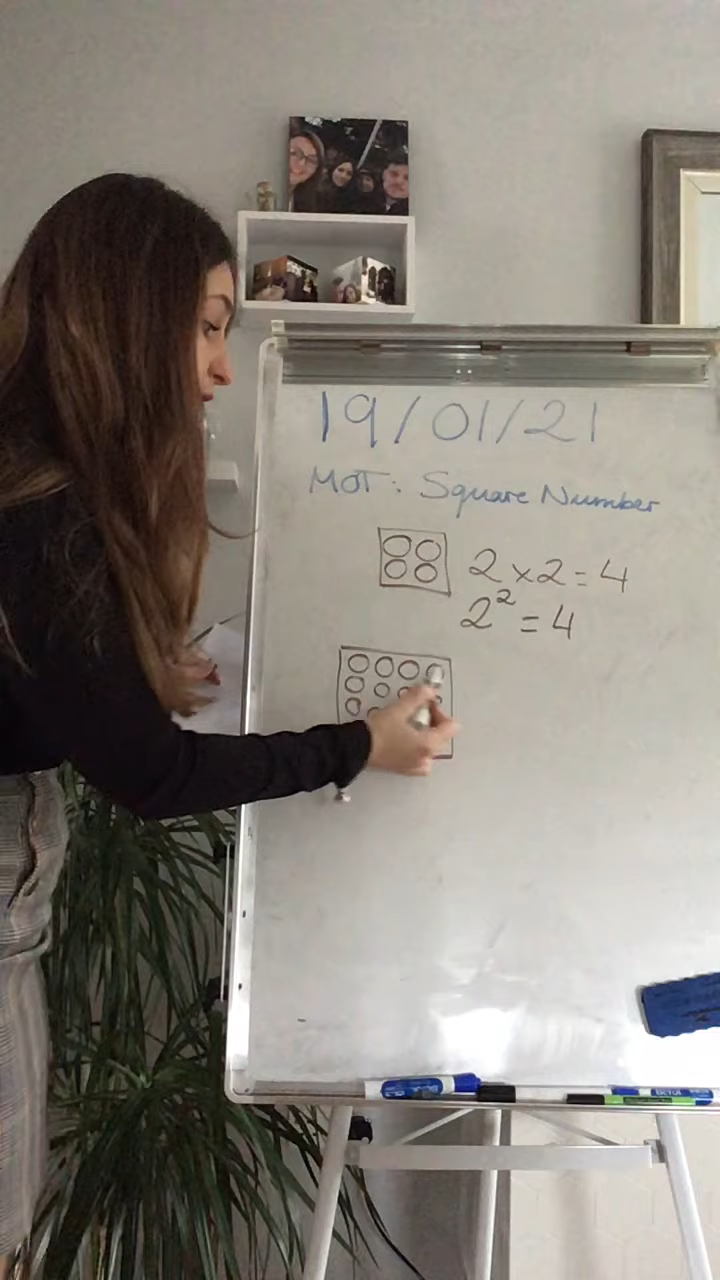 19/01/21
MOT: Square Number
2 x 2 = 4
2² = 4